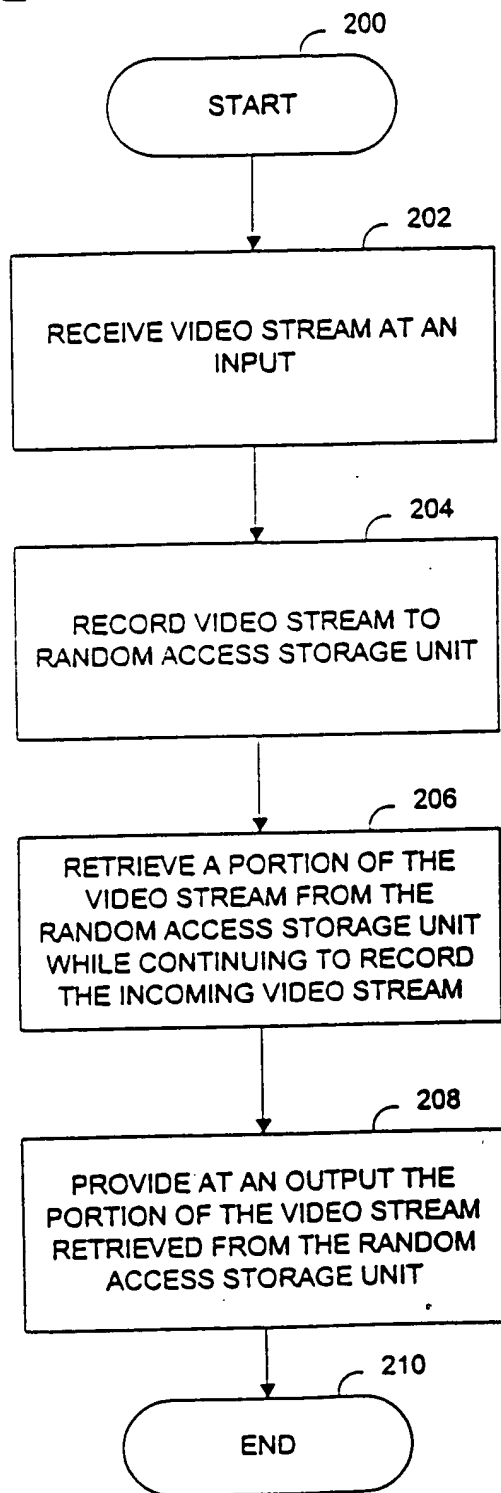 200
START
202
RECEIVE VIDEO STREAM AT AN
INPUT
204
RECORD VIDEO STREAM TO
RANDOM ACCESS STORAGE UNIT
206
RETRIEVE A PORTION OF THE
VIDEO STREAM FROM THE
RANDOM ACCESS STORAGE UNIT
WHILE CONTINUING TO RECORD
THE INCOMING VIDEO STREAM
208
PROVIDE AT AN OUTPUT THE
PORTION OF THE VIDEO STREAM
RETRIEVED FROM THE RANDOM
ACCESS STORAGE UNIT
210
END